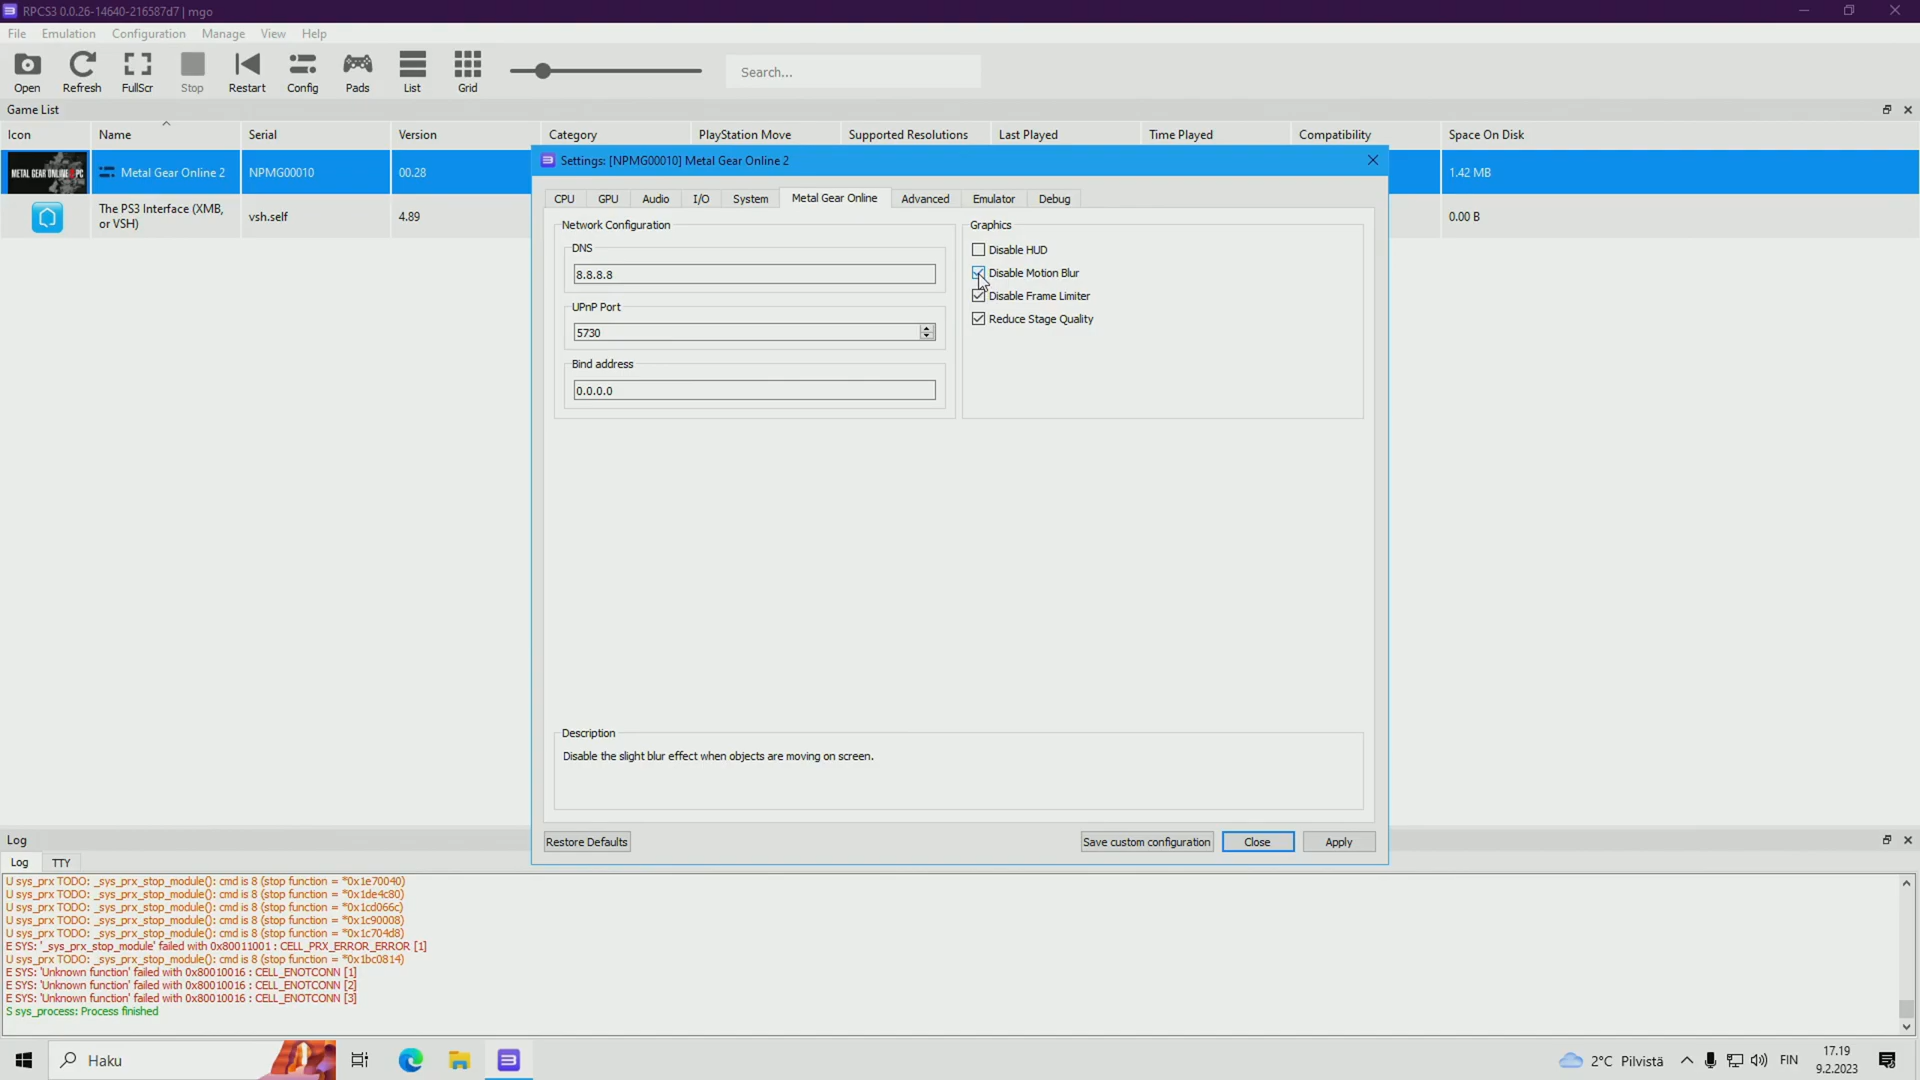 RPCS3 0.0.26-14640-216587d7 | mgo
File Emulation Configuration Manage View Help
Open Refresh FullScr Stop Restart Config Pads List Grid Search...
Game List
Icon Name Serial Version Category PlayStation Move Supported Resolutions Last Played Time Played Compatibility Space On Disk
METAL GEAR ONLINE PC Metal Gear Online 2 NPMG00010 00.28 1.42 MB
The PS3 Interface (XMB,
or VSH) vsh.self 4.89 0.00 B
Settings: [NPMG00010] Metal Gear Online 2
CPU GPU Audio I/O System Metal Gear Online Advanced Emulator Debug
Network Configuration
DNS
8.8.8.8
UPnP Port
5730
Bind address
0.0.0.0
Graphics
Disable HUD
Disable Motion Blur
Disable Frame Limiter
Reduce Stage Quality
Description
Disable the slight blur effect when objects are moving on screen.
Restore Defaults Save custom configuration Close Apply
Log
Log TTY
U sys_prx TODO: _sys_prx_stop_module(): cmd is 8 (stop function = *0x1e70040)
U sys_prx TODO: _sys_prx_stop_module(): cmd is 8 (stop function = *0x1de4c80)
U sys_prx TODO: _sys_prx_stop_module(): cmd is 8 (stop function = *0x1cd066c)
U sys_prx TODO: _sys_prx_stop_module(): cmd is 8 (stop function = *0x1c90008)
U sys_prx TODO: _sys_prx_stop_module(): cmd is 8 (stop function = *0x1c704d8)
E SYS: '_sys_prx_stop_module' failed with 0x80011001 : CELL_PRX_ERROR_ERROR [1]
U sys_prx TODO: _sys_prx_stop_module(): cmd is 8 (stop function = *0x1bc0814)
E SYS: 'Unknown function' failed with 0x80010016 : CELL_ENOTCONN [1]
E SYS: 'Unknown function' failed with 0x80010016 : CELL_ENOTCONN [2]
E SYS: 'Unknown function' failed with 0x80010016 : CELL_ENOTCONN [3]
S sys_process: Process finished
Haku 2°C Pilvistä FIN 17.19
9.2.2023